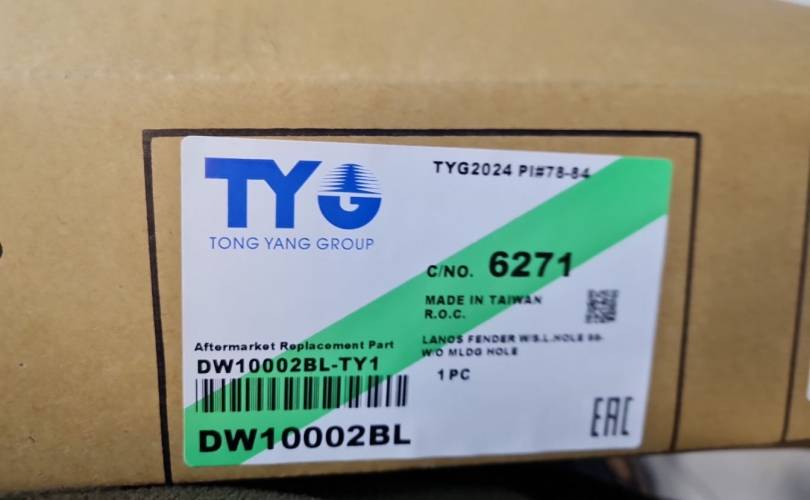 TYG
TONG YANG GROUP
TYG2024 PI#78-84
C/NO. 6271
MADE IN TAIWAN
R.O.C.
LANOS FENDER W/S.L.HOLE 98-
W/O MLDG HOLE
1 PC
Aftermarket Replacement Part
DW10002BL-TY1
DW10002BL
EAC